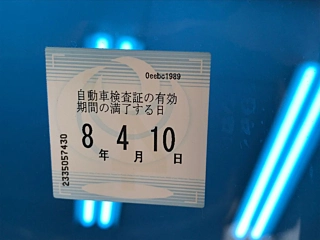 0eebc1989
自動車検査証の有効
期間の満了する日
8 4 10
年 月 日
2335057430